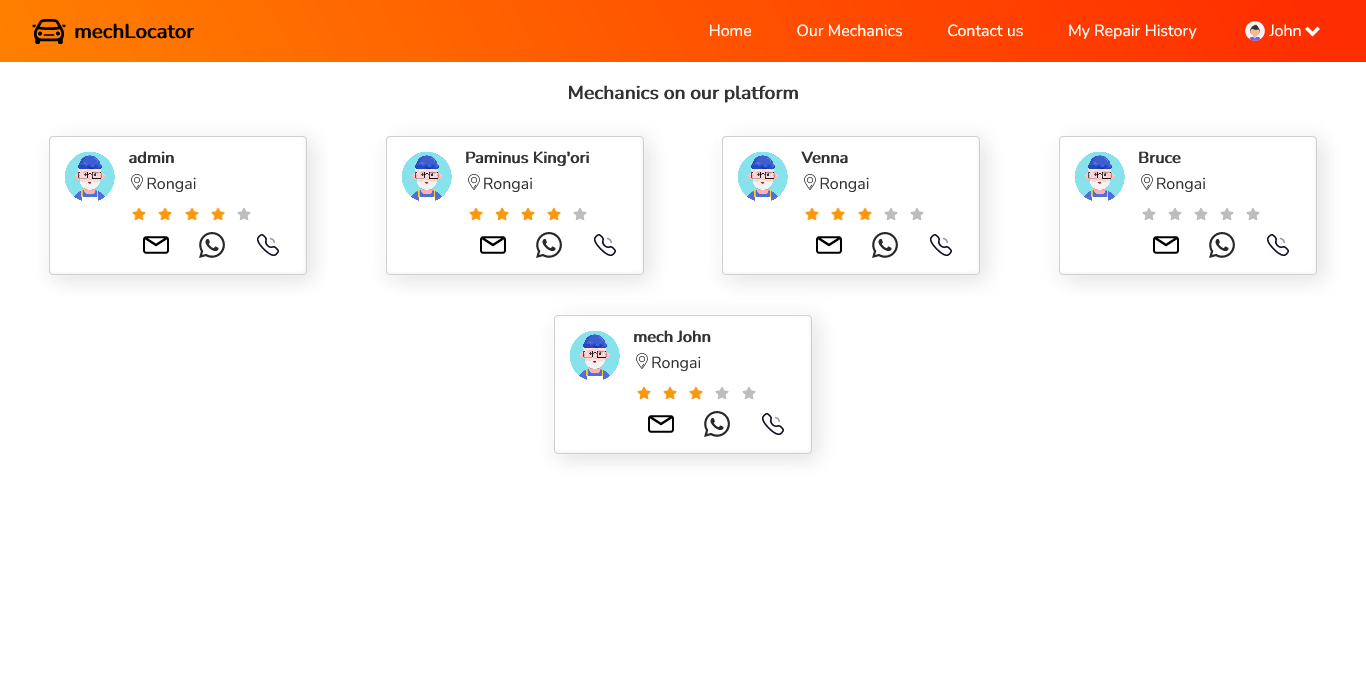 mechLocator
Home
Our Mechanics
Contact us
My Repair History
John
Mechanics on our platform
admin
Rongai
Paminus King'ori
Rongai
Venna
Rongai
Bruce
Rongai
mech John
Rongai